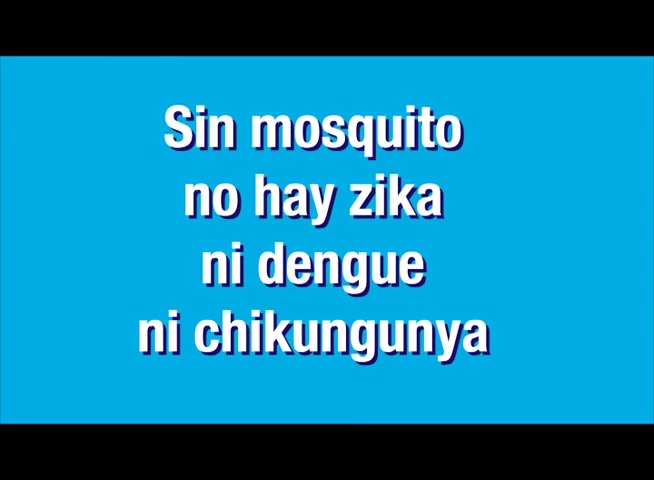 Sin mosquito
no hay zika
ni dengue
ni chikungunya